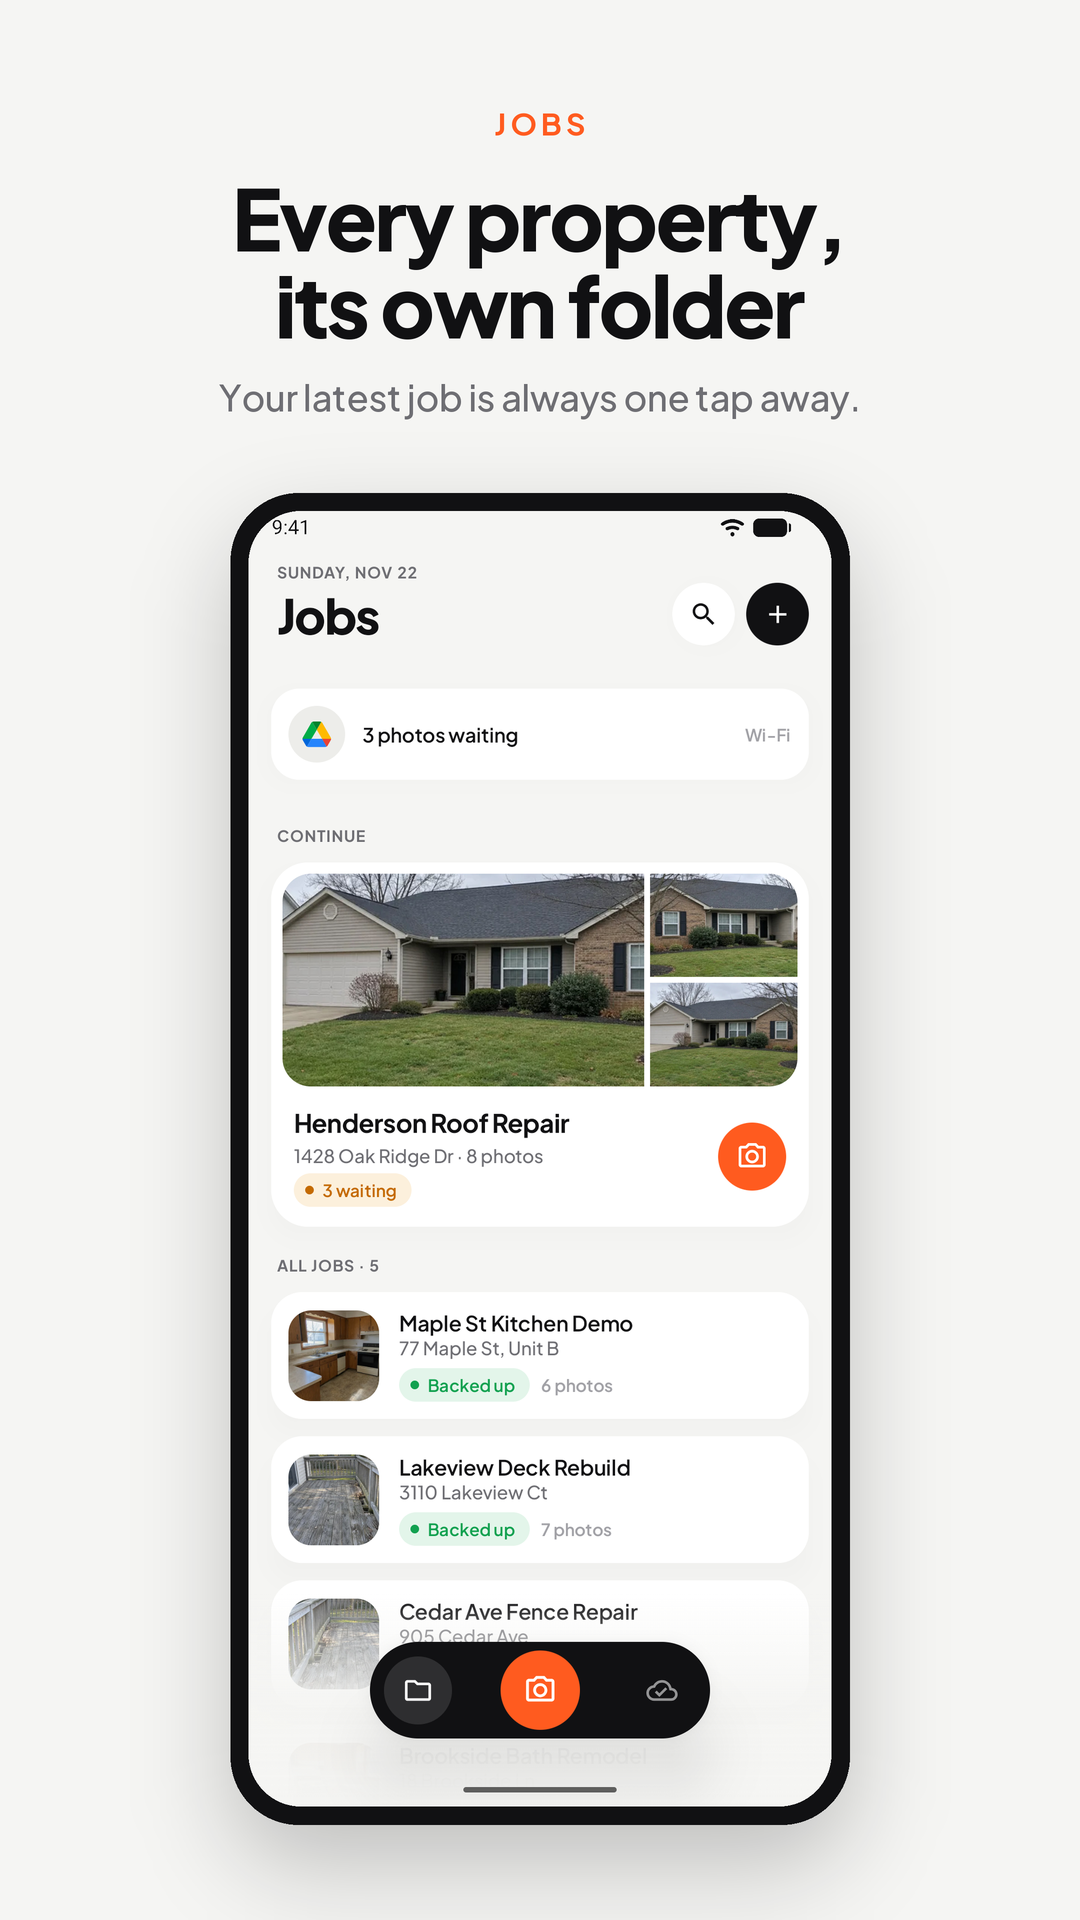 JOBS
Every property,
its own folder
Your latest job is always one tap away.
9:41
SUNDAY, NOV 22
Jobs
3 photos waiting
Wi-Fi
CONTINUE
Henderson Roof Repair
1428 Oak Ridge Dr · 8 photos
3 waiting
ALL JOBS · 5
Maple St Kitchen Demo
77 Maple St, Unit B
Backed up 6 photos
Lakeview Deck Rebuild
3110 Lakeview Ct
Backed up 7 photos
Cedar Ave Fence Repair
905 Cedar Ave
Brookside Bath Remodel